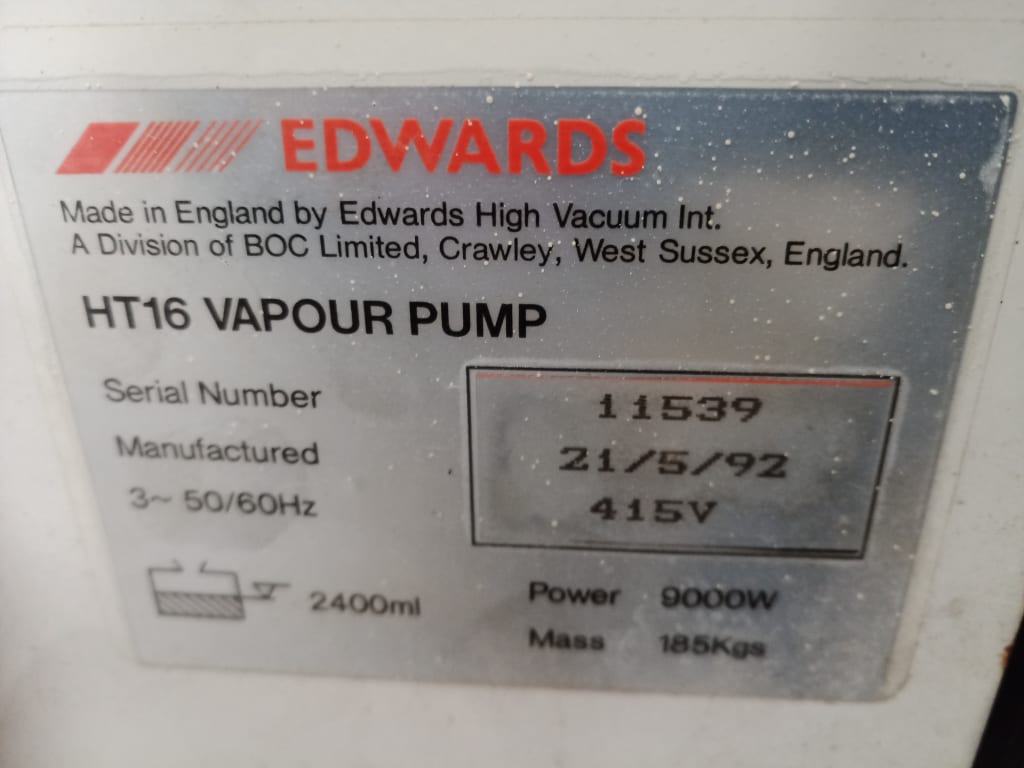 EDWARDS
Made in England by Edwards High Vacuum Int.
A Division of BOC Limited, Crawley, West Sussex, England.
HT16 VAPOUR PUMP
Serial Number 11539
Manufactured 21/5/92
3~ 50/60Hz 415V
2400ml Power 9000W
Mass 185Kgs